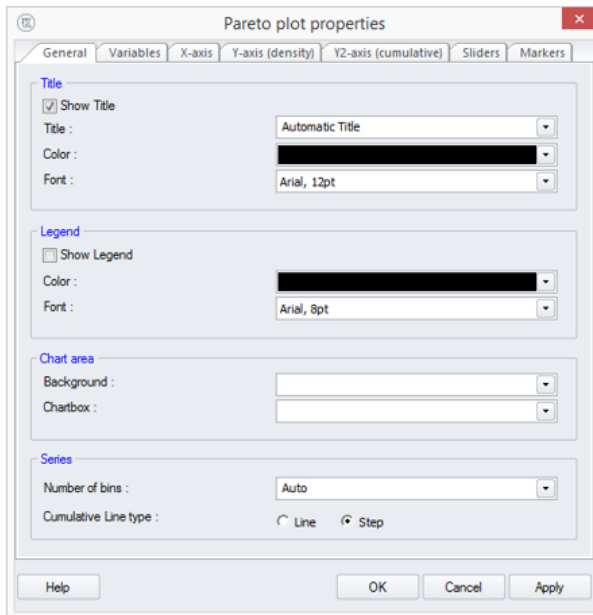 Pareto plot properties
General Variables X-axis Y-axis (density) Y2-axis (cumulative) Sliders Markers
Title
Show Title
Title : Automatic Title
Color :
Font : Arial, 12pt
Legend
Show Legend
Color :
Font : Arial, 8pt
Chart area
Background :
Chartbox :
Series
Number of bins : Auto
Cumulative Line type : Line Step
Help OK Cancel Apply